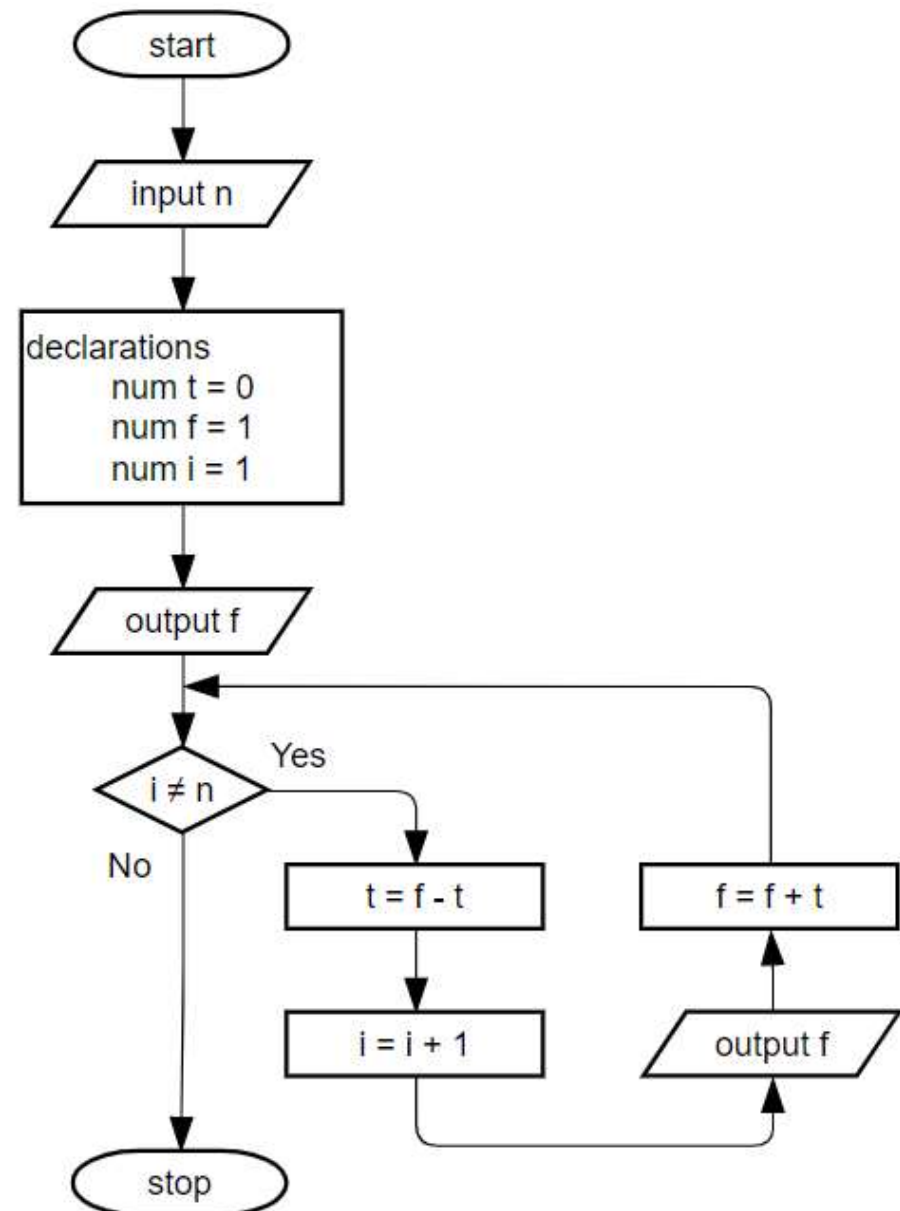 start
input n
declarations
num t = 0
num f = 1
num i = 1
output f
i ≠ n
Yes
No
t = f - t
i = i + 1
output f
f = f + t
stop